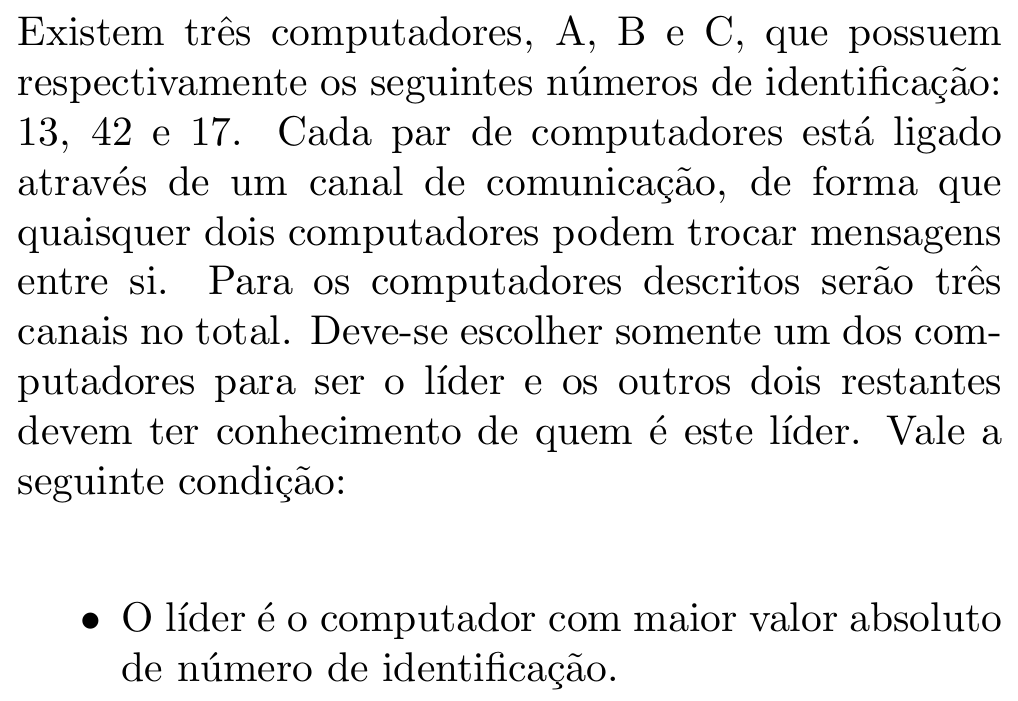 Existem três computadores, A, B e C, que possuem
respectivamente os seguintes números de identificação:
13, 42 e 17. Cada par de computadores está ligado
através de um canal de comunicação, de forma que
quaisquer dois computadores podem trocar mensagens
entre si. Para os computadores descritos serão três
canais no total. Deve-se escolher somente um dos com-
putadores para ser o líder e os outros dois restantes
devem ter conhecimento de quem é este líder. Vale a
seguinte condição:
• O líder é o computador com maior valor absoluto
de número de identificação.